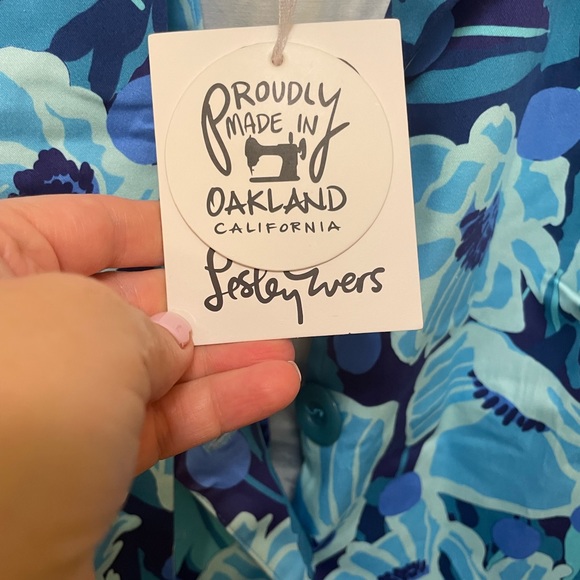 PROUDLY
MADE IN
OAKLAND
CALIFORNIA
Lesley Evers